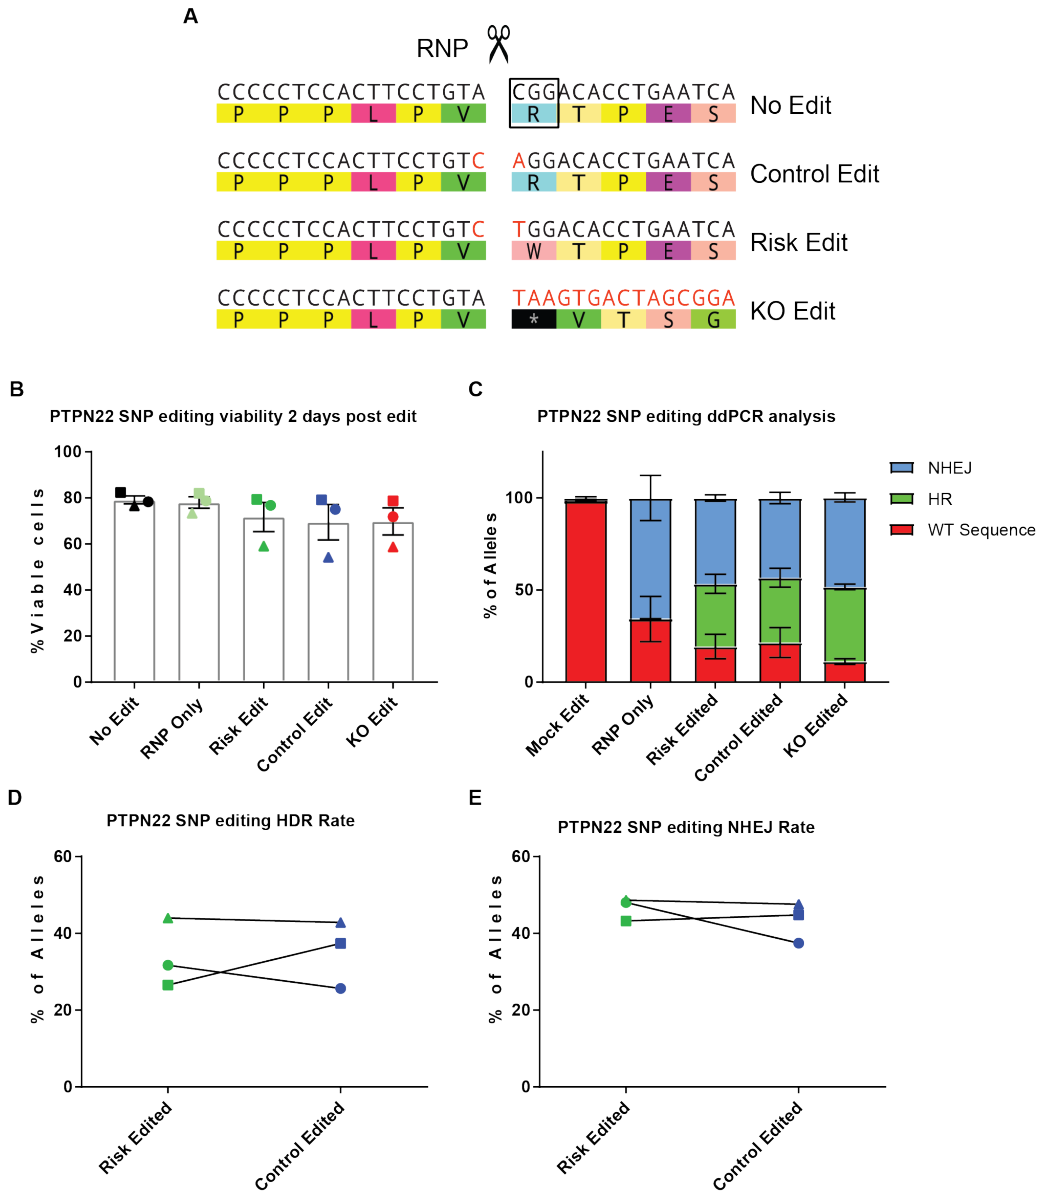 A
RNP
CCCCCTCCACTTCCTGTA CGGACACCTGAATCA
P P P L P V R T P E S
No Edit
CCCCCTCCACTTCCTGTC AGGACACCTGAATCA
P P P L P V R T P E S
Control Edit
CCCCCTCCACTTCCTGTC TGGACACCTGAATCA
P P P L P V W T P E S
Risk Edit
CCCCCTCCACTTCCTGTA TAAGTGACTAGCGGA
P P P L P V * V T S G
KO Edit
B
PTPN22 SNP editing viability 2 days post edit
%Viable cells
100
80
60
40
20
0
No Edit
RNP Only
Risk Edit
Control Edit
KO Edit
C
PTPN22 SNP editing ddPCR analysis
% of Alleles
100
50
0
Mock Edit
RNP Only
Risk Edited
Control Edited
KO Edited
NHEJ
HR
WT Sequence
D
PTPN22 SNP editing HDR Rate
% of Alleles
60
40
20
0
Risk Edited
Control Edited
E
PTPN22 SNP editing NHEJ Rate
% of Alleles
60
40
20
0
Risk Edited
Control Edited